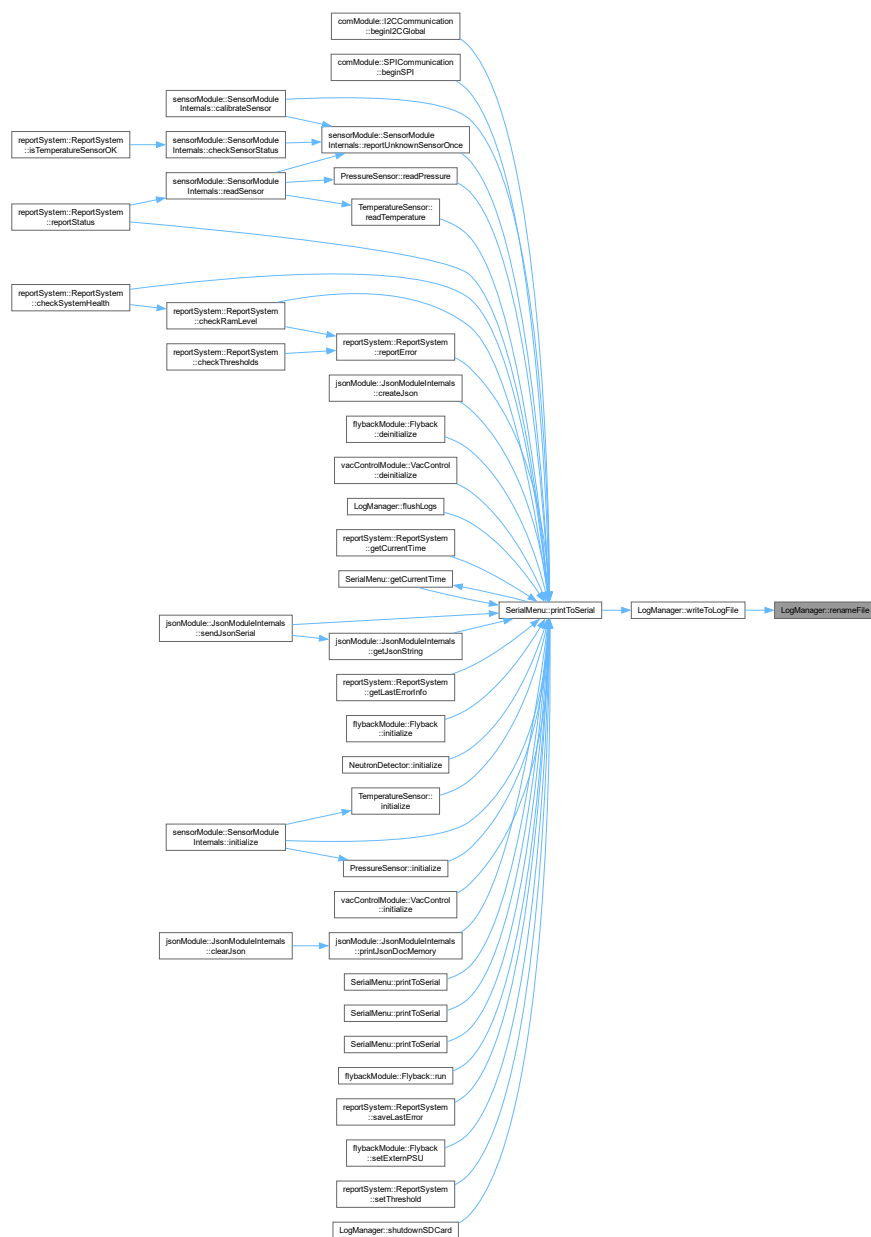 comModule::I2CCommunication
::beginI2CGlobal
comModule::SPICommunication
::beginSPI
sensorModule::SensorModule
Internals::calibrateSensor
sensorModule::SensorModule
Internals::reportUnknownSensorOnce
reportSystem::ReportSystem
::isTemperatureSensorOK
sensorModule::SensorModule
Internals::checkSensorStatus
sensorModule::SensorModule
Internals::readSensor
PressureSensor::readPressure
reportSystem::ReportSystem
::reportStatus
TemperatureSensor::
readTemperature
reportSystem::ReportSystem
::checkSystemHealth
reportSystem::ReportSystem
::checkRamLevel
reportSystem::ReportSystem
::checkThresholds
reportSystem::ReportSystem
::reportError
jsonModule::JsonModuleInternals
::createJson
flybackModule::Flyback
::deinitialize
vacControlModule::VacControl
::deinitialize
LogManager::flushLogs
reportSystem::ReportSystem
::getCurrentTime
SerialMenu::getCurrentTime
SerialMenu::printToSerial
LogManager::writeToLogFile
LogManager::renameFile
jsonModule::JsonModuleInternals
::sendJsonSerial
jsonModule::JsonModuleInternals
::getJsonString
reportSystem::ReportSystem
::getLastErrorInfo
flybackModule::Flyback
::initialize
NeutronDetector::initialize
TemperatureSensor::
initialize
sensorModule::SensorModule
Internals::initialize
PressureSensor::initialize
vacControlModule::VacControl
::initialize
jsonModule::JsonModuleInternals
::clearJson
jsonModule::JsonModuleInternals
::printJsonDocMemory
SerialMenu::printToSerial
SerialMenu::printToSerial
SerialMenu::printToSerial
flybackModule::Flyback::run
reportSystem::ReportSystem
::saveLastError
flybackModule::Flyback
::setExternPSU
reportSystem::ReportSystem
::setThreshold
LogManager::shutdownSDCard